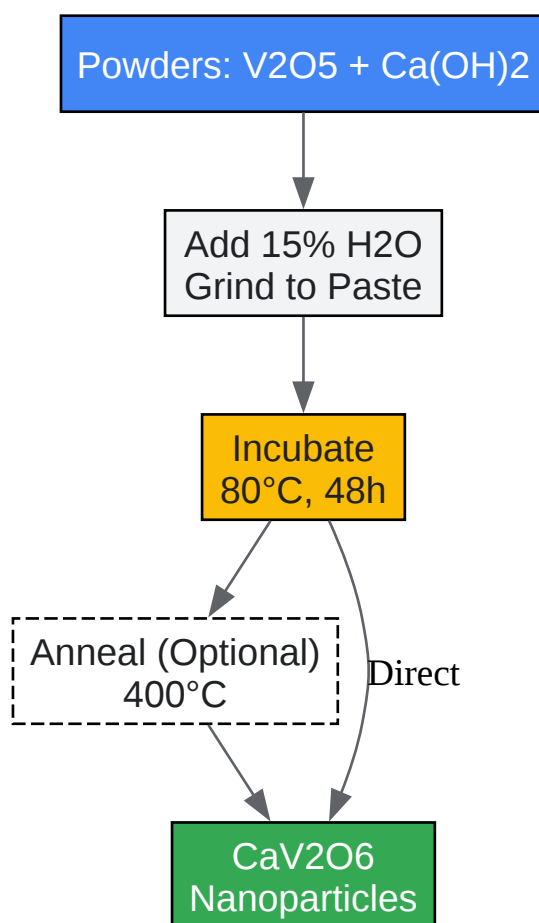 Powders: V2O5 + Ca(OH)2
Add 15% H2O
Grind to Paste
Incubate
80°C, 48h
Anneal (Optional)
400°C
Direct
CaV2O6
Nanoparticles